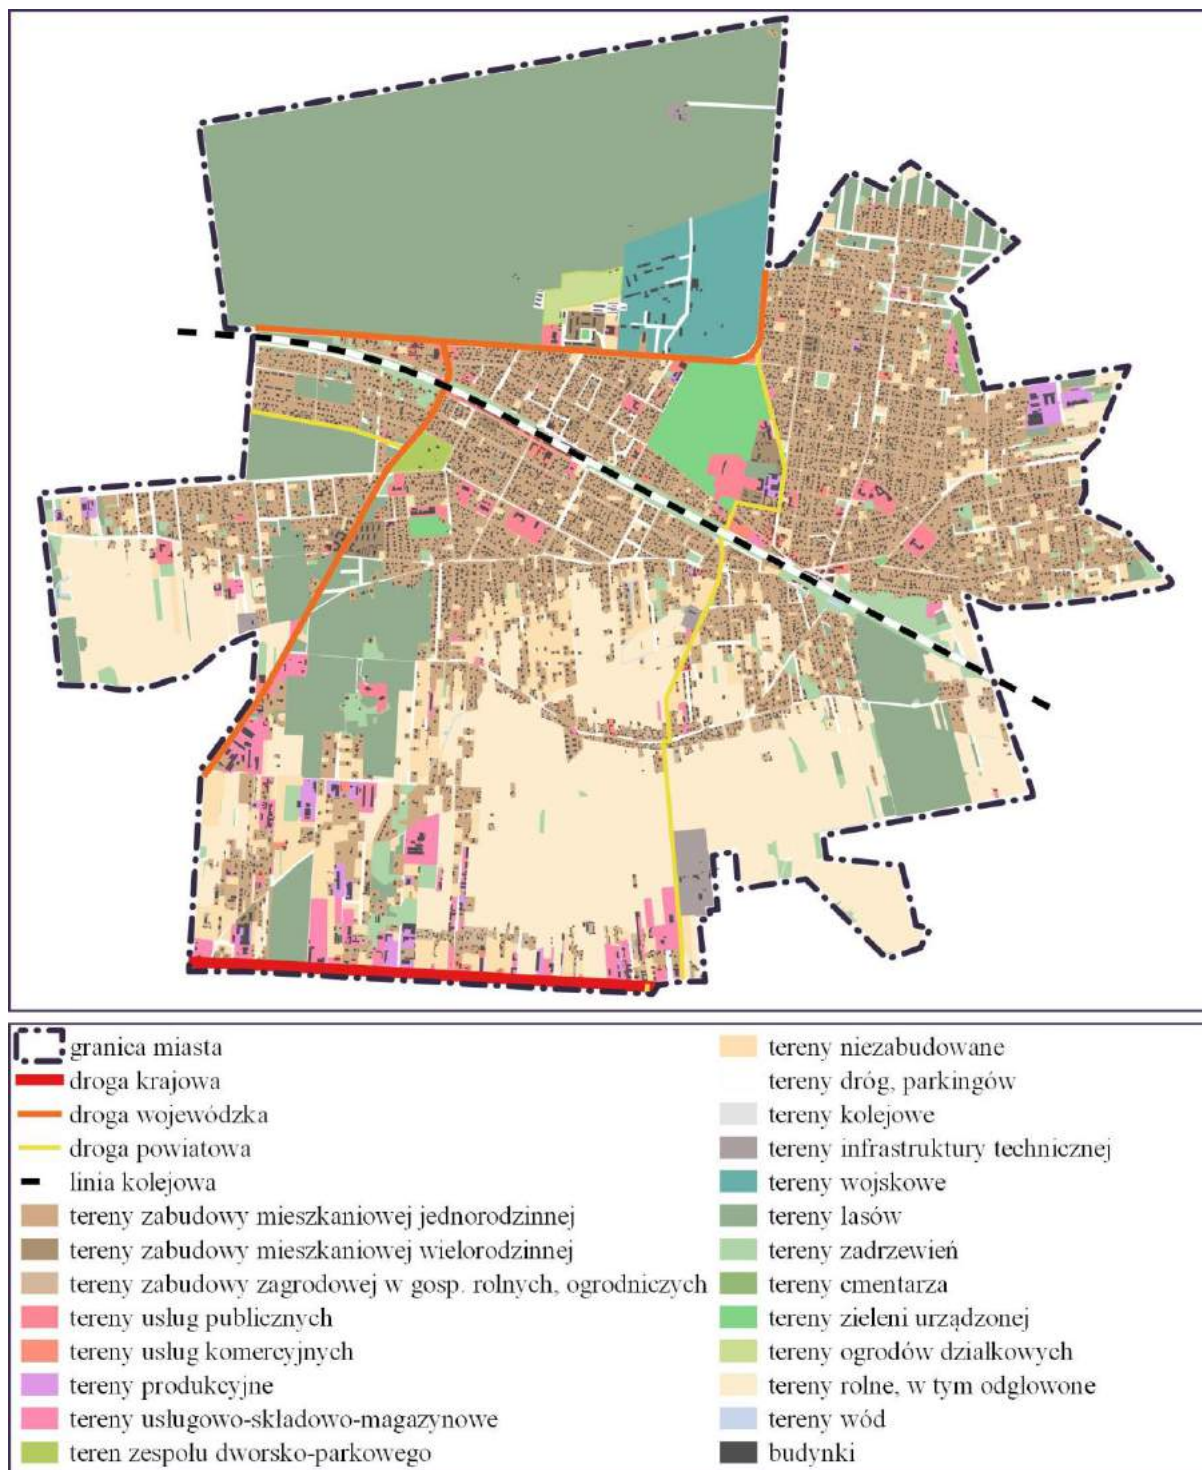 granica miasta
droga krajowa
droga wojewódzka
droga powiatowa
linia kolejowa
tereny zabudowy mieszkaniowej jednorodzinnej
tereny zabudowy mieszkaniowej wielorodzinnej
tereny zabudowy zagrodowej w gosp. rolnych, ogrodniczych
tereny usług publicznych
tereny usług komercyjnych
tereny produkcyjne
tereny usługowo-składowo-magazynowe
teren zespołu dworsko-parkowego
tereny niezabudowane
tereny dróg, parkingów
tereny kolejowe
tereny infrastruktury technicznej
tereny wojskowe
tereny lasów
tereny zadrzewień
tereny cmentarza
tereny zieleni urządzonej
tereny ogrodów działkowych
tereny rolne, w tym odłogowone
tereny wód
budynki